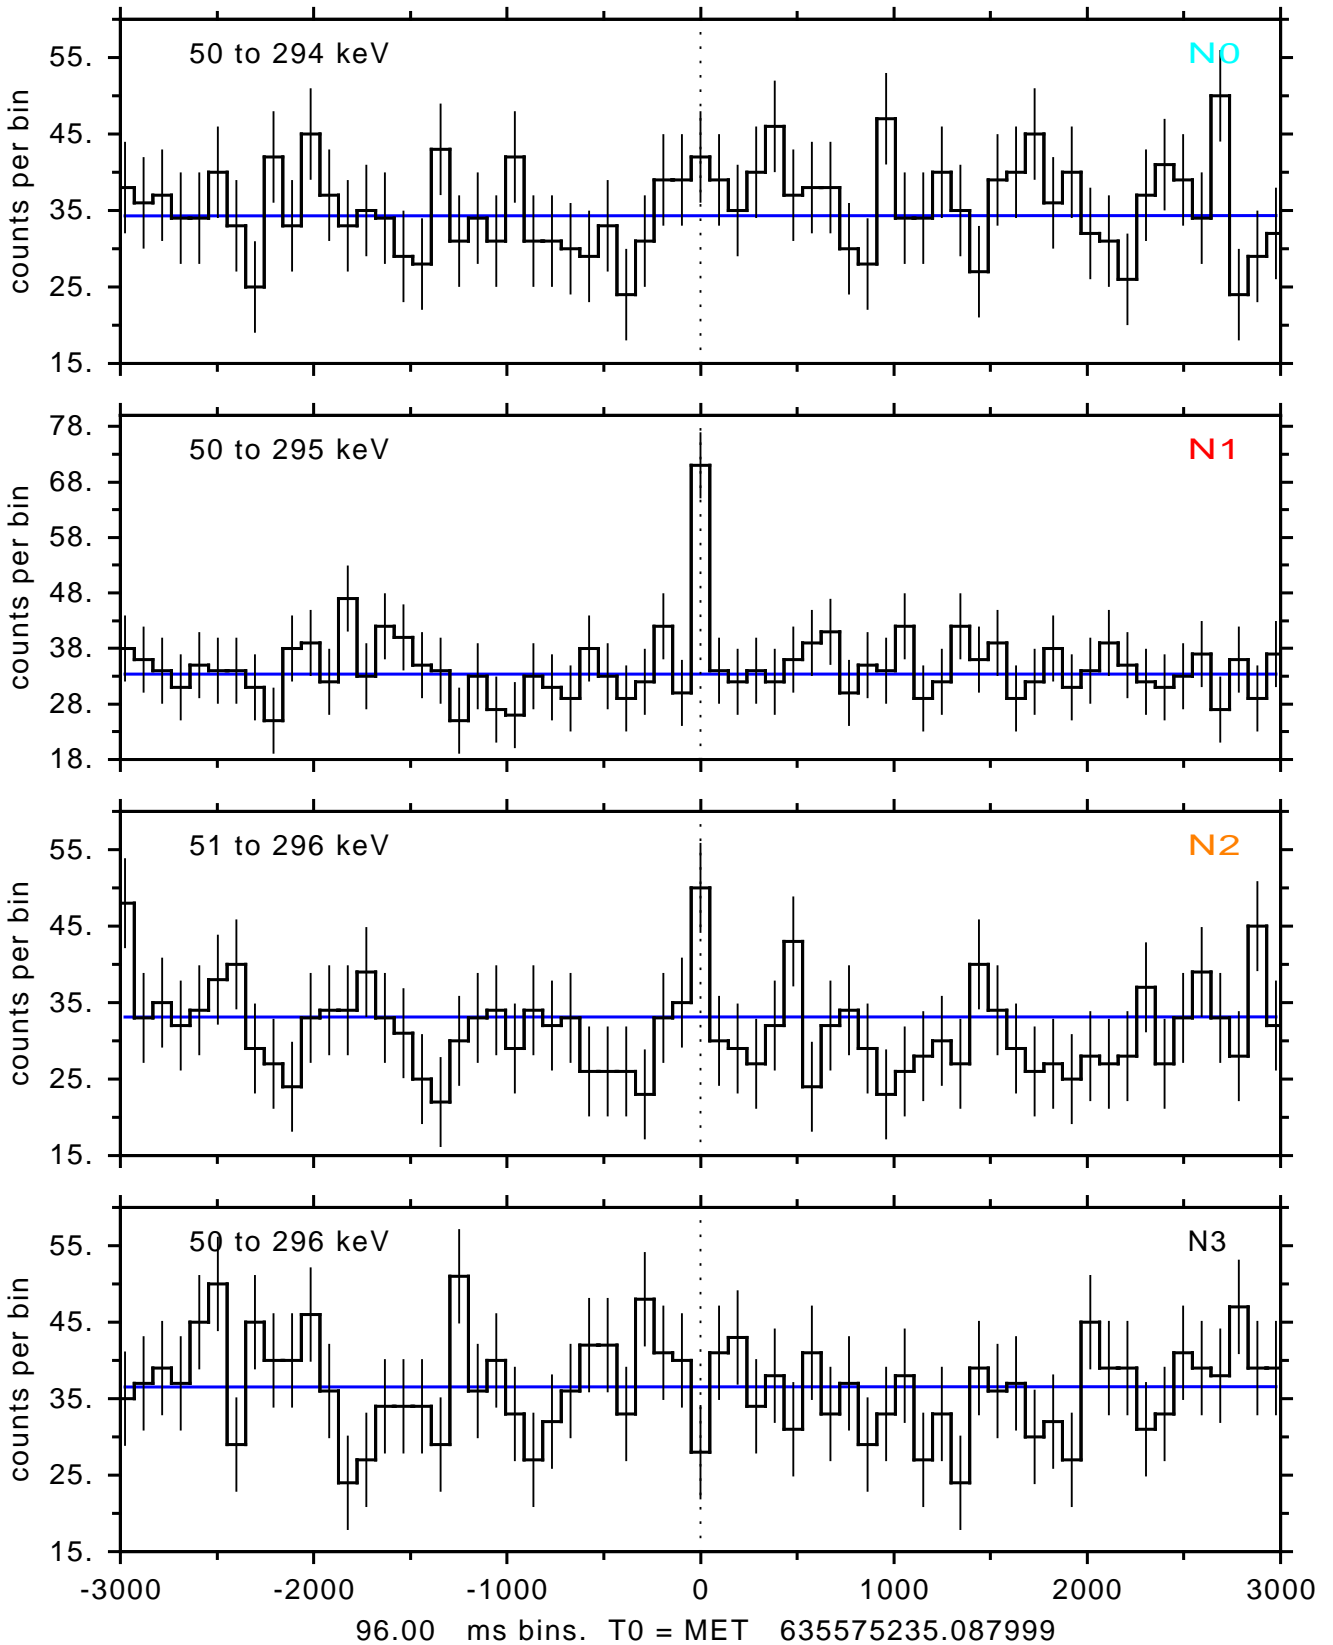 50 to 294 keV N0
55.
45.
35.
25.
15.
counts per bin
50 to 295 keV N1
78.
68.
58.
48.
38.
28.
18.
counts per bin
51 to 296 keV N2
55.
45.
35.
25.
15.
counts per bin
50 to 296 keV N3
55.
45.
35.
25.
15.
counts per bin
-3000 -2000 -1000 0 1000 2000 3000
96.00 ms bins. T0 = MET 635575235.087999